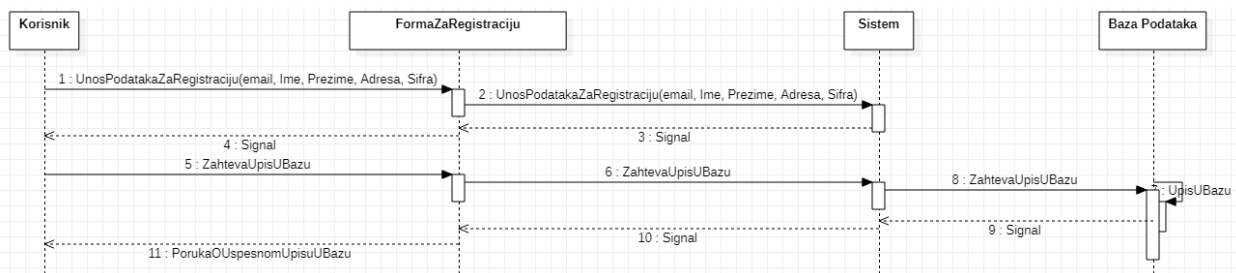 Korisnik
FormaZaRegistraciju
Sistem
Baza Podataka
1 : UnosPodatakaZaRegistraciju(email, Ime, Prezime, Adresa, Sifra)
2 : UnosPodatakaZaRegistraciju(email, Ime, Prezime, Adresa, Sifra)
3 : Signal
4 : Signal
5 : ZahtevaUpisUBazu
6 : ZahtevaUpisUBazu
8 : ZahtevaUpisUBazu
7 : UpisUBazu
9 : Signal
10 : Signal
11 : PorukaOUspesnomUpisuUBazu